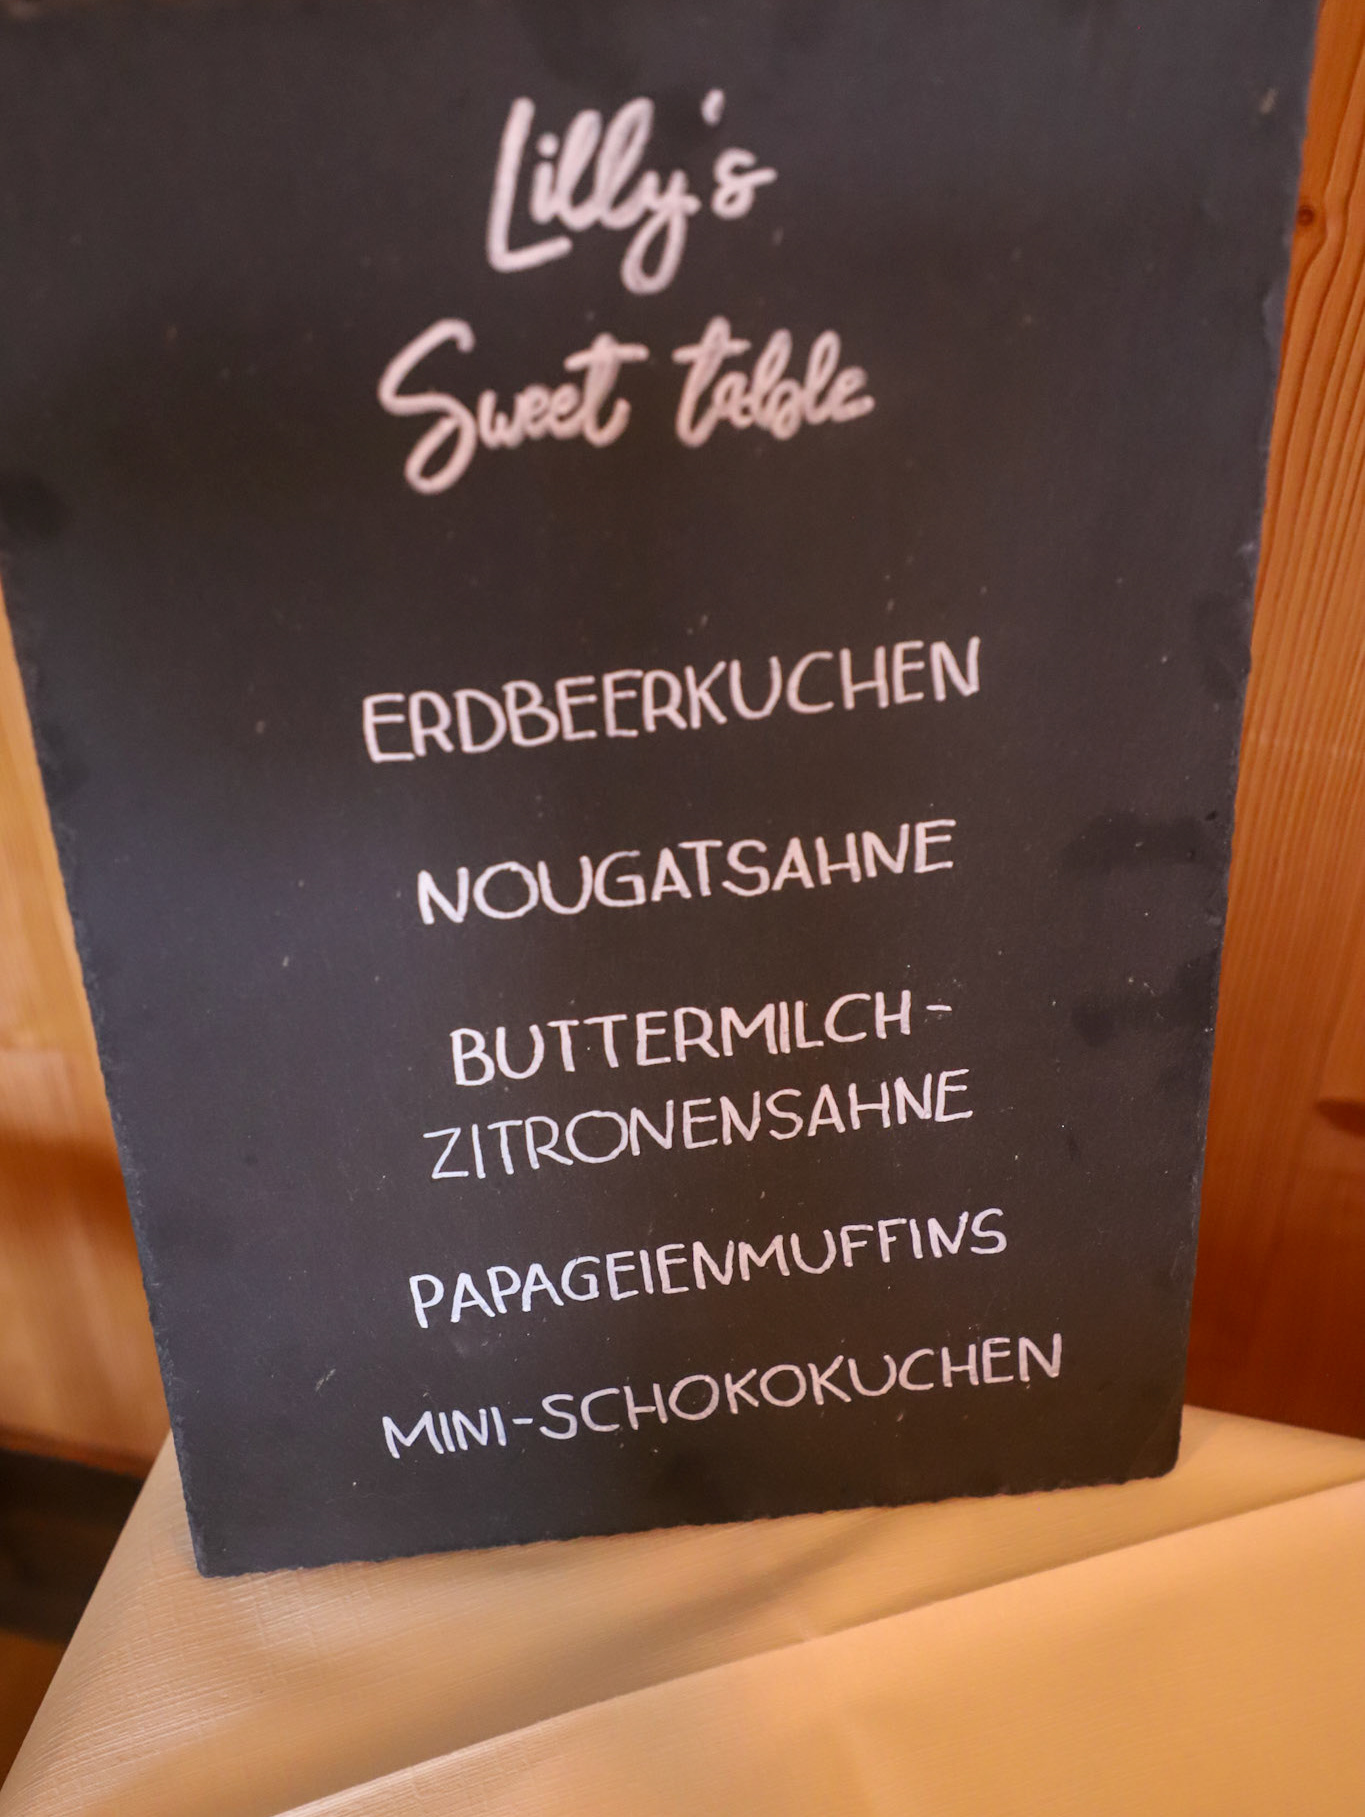 Lilly's
Sweet table
ERDBEERKUCHEN
NOUGATSAHNE
BUTTERMILCH-
ZITRONENSAHNE
PAPAGEIENMUFFINS
MINI-SCHOKOKUCHEN